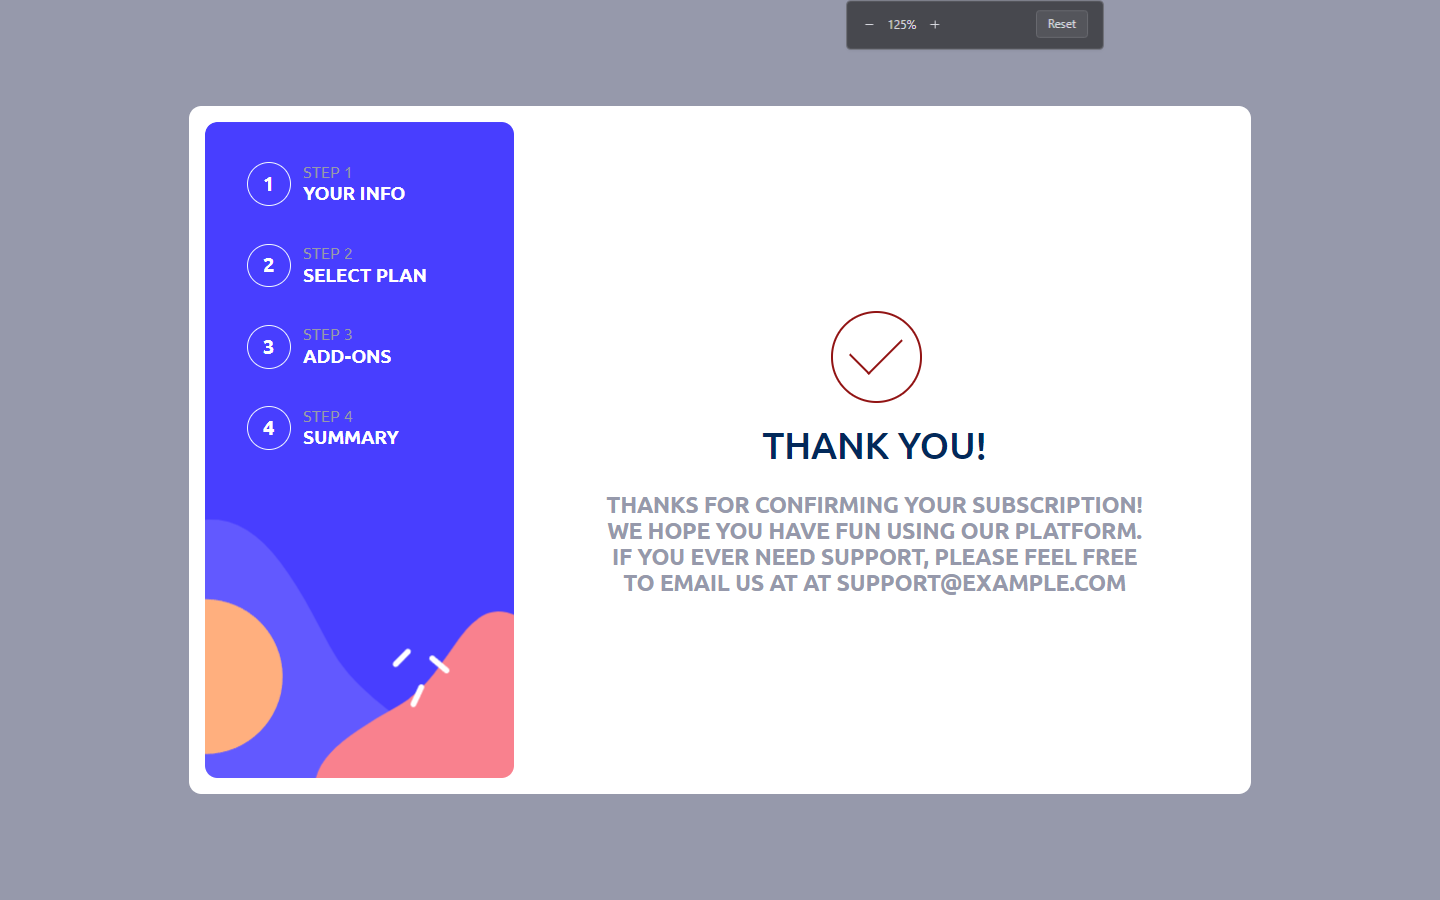 − 125% + Reset
1 STEP 1
YOUR INFO
2 STEP 2
SELECT PLAN
3 STEP 3
ADD-ONS
4 STEP 4
SUMMARY
THANK YOU!
THANKS FOR CONFIRMING YOUR SUBSCRIPTION!
WE HOPE YOU HAVE FUN USING OUR PLATFORM.
IF YOU EVER NEED SUPPORT, PLEASE FEEL FREE
TO EMAIL US AT AT SUPPORT@EXAMPLE.COM